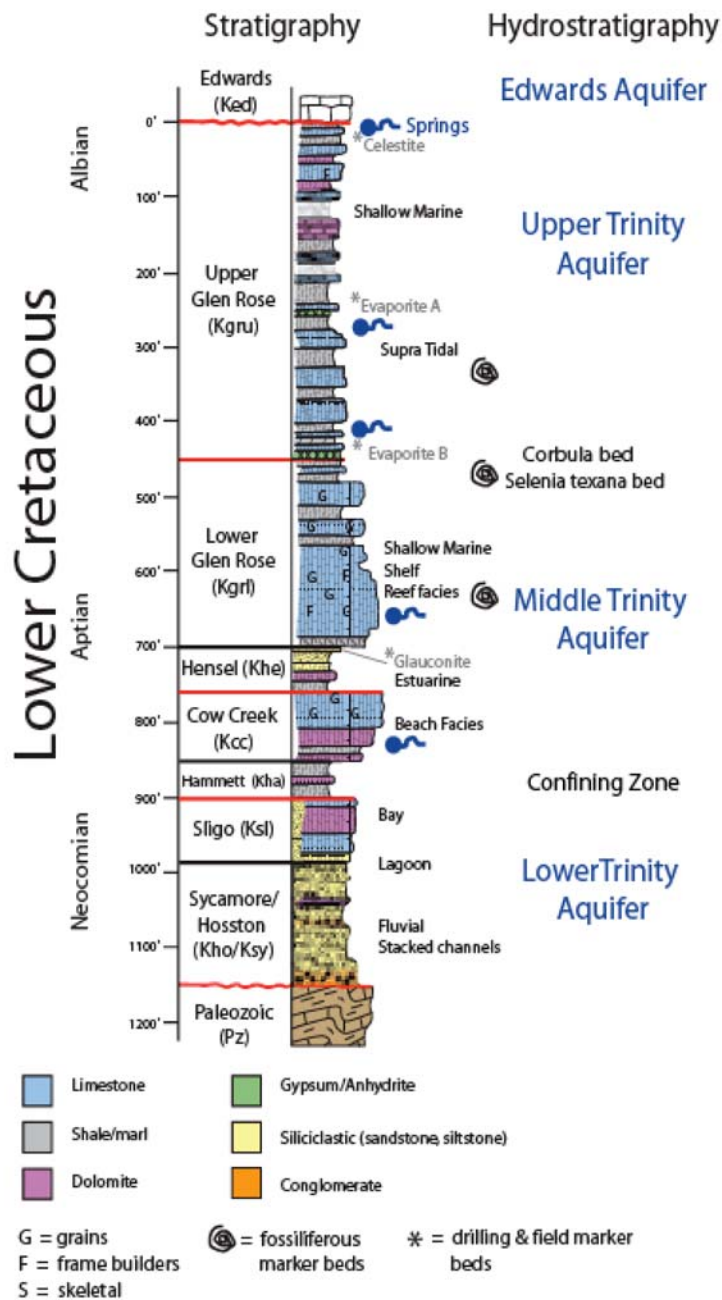 Stratigraphy
Hydrostratigraphy
Edwards
(Ked)
Edwards Aquifer
0'
Springs
*Celestite
Albian
F
100'
Shallow Marine
Upper Trinity
Aquifer
200'
Upper
Glen Rose
(Kgru)
*Evaporite A
300'
Supra Tidal
400'
*Evaporite B
Corbula bed
Selenia texana bed
Lower Cretaceous
500'
G
G G
Lower
Glen Rose
(Kgrl)
G
Shallow Marine
Shelf
Reef facies
600'
G F
G
F G
Middle Trinity
Aquifer
Aptian
700'
*Glauconite
Hensel (Khe)
Estuarine
G
G G
Cow Creek
(Kcc)
800'
Beach Facies
Hammett (Kha)
Confining Zone
900'
Sligo (Ksl)
Bay
Neocomian
1000'
Lagoon
LowerTrinity
Aquifer
Sycamore/
Hosston
(Kho/Ksy)
Fluvial
Stacked channels
1100'
1200'
Paleozoic
(Pz)
Limestone
Gypsum/Anhydrite
Shale/marl
Siliciclastic (sandstone, siltstone)
Dolomite
Conglomerate
G = grains
F = frame builders
S = skeletal
= fossiliferous
marker beds
* = drilling & field marker
beds